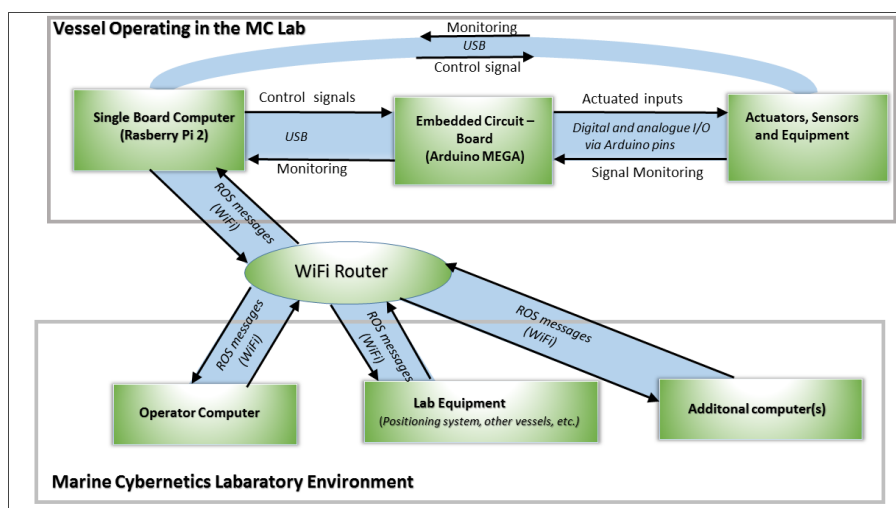 Vessel Operating in the MC Lab
Monitoring
USB
Control signal
Single Board Computer
(Rasberry Pi 2)
Control signals
USB
Monitoring
Embedded Circuit –
Board
(Arduino MEGA)
Actuated inputs
Digital and analogue I/O
via Arduino pins
Signal Monitoring
Actuators, Sensors
and Equipment
ROS messages
(WiFi)
WiFi Router
ROS messages
(WiFi)
ROS messages
(WiFi)
ROS messages
(WiFi)
Operator Computer
Lab Equipment
(Positioning system, other vessels, etc.)
Additonal computer(s)
Marine Cybernetics Labaratory Environment